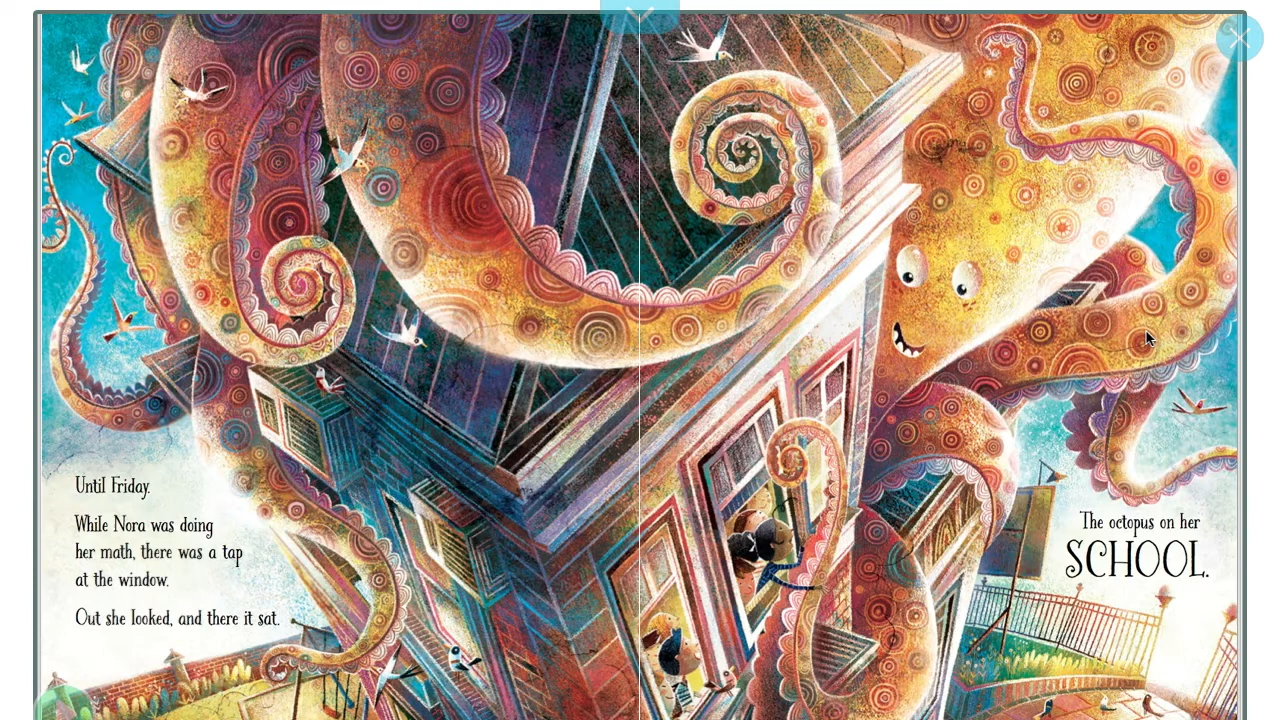 Until Friday.
While Nora was doing
her math, there was a tap
at the window.
Out she looked, and there it sat.
The octopus on her
SCHOOL.